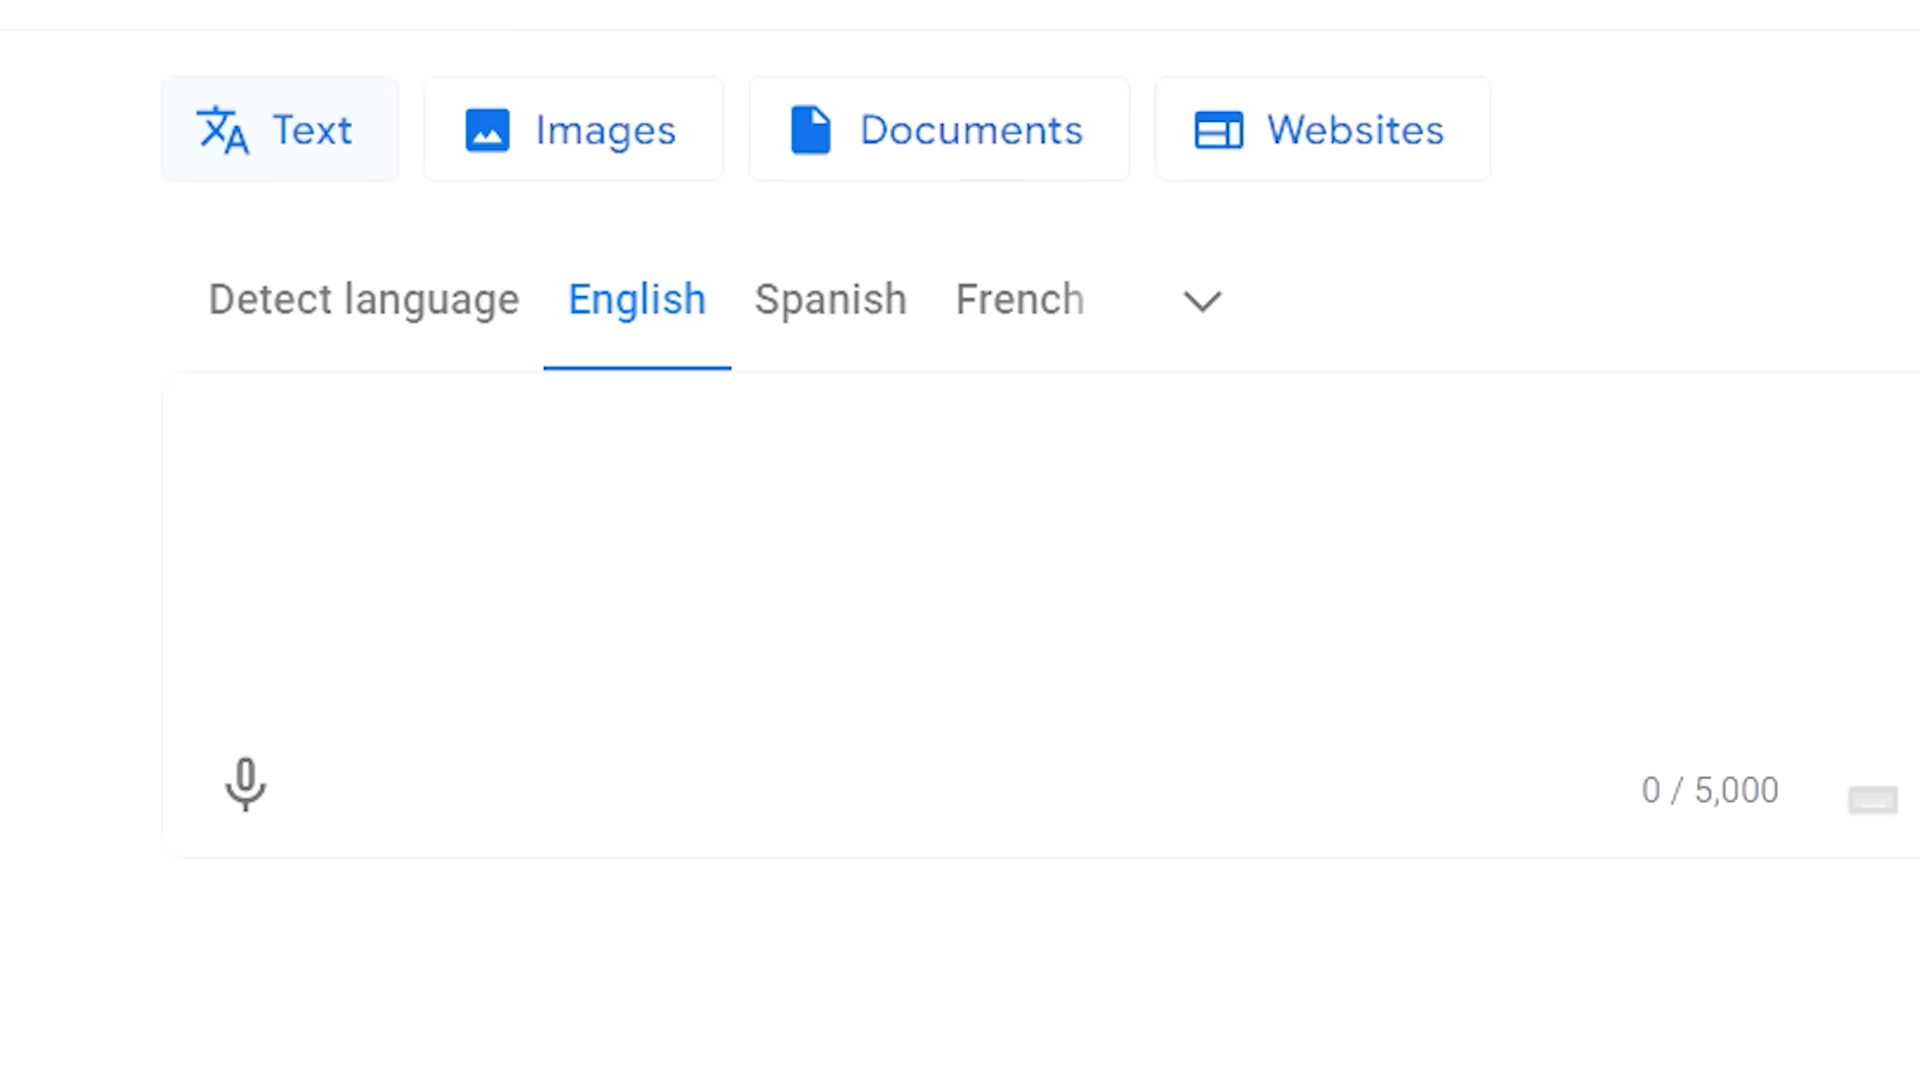 Text Images Documents Websites
Detect language English Spanish French
0 / 5,000